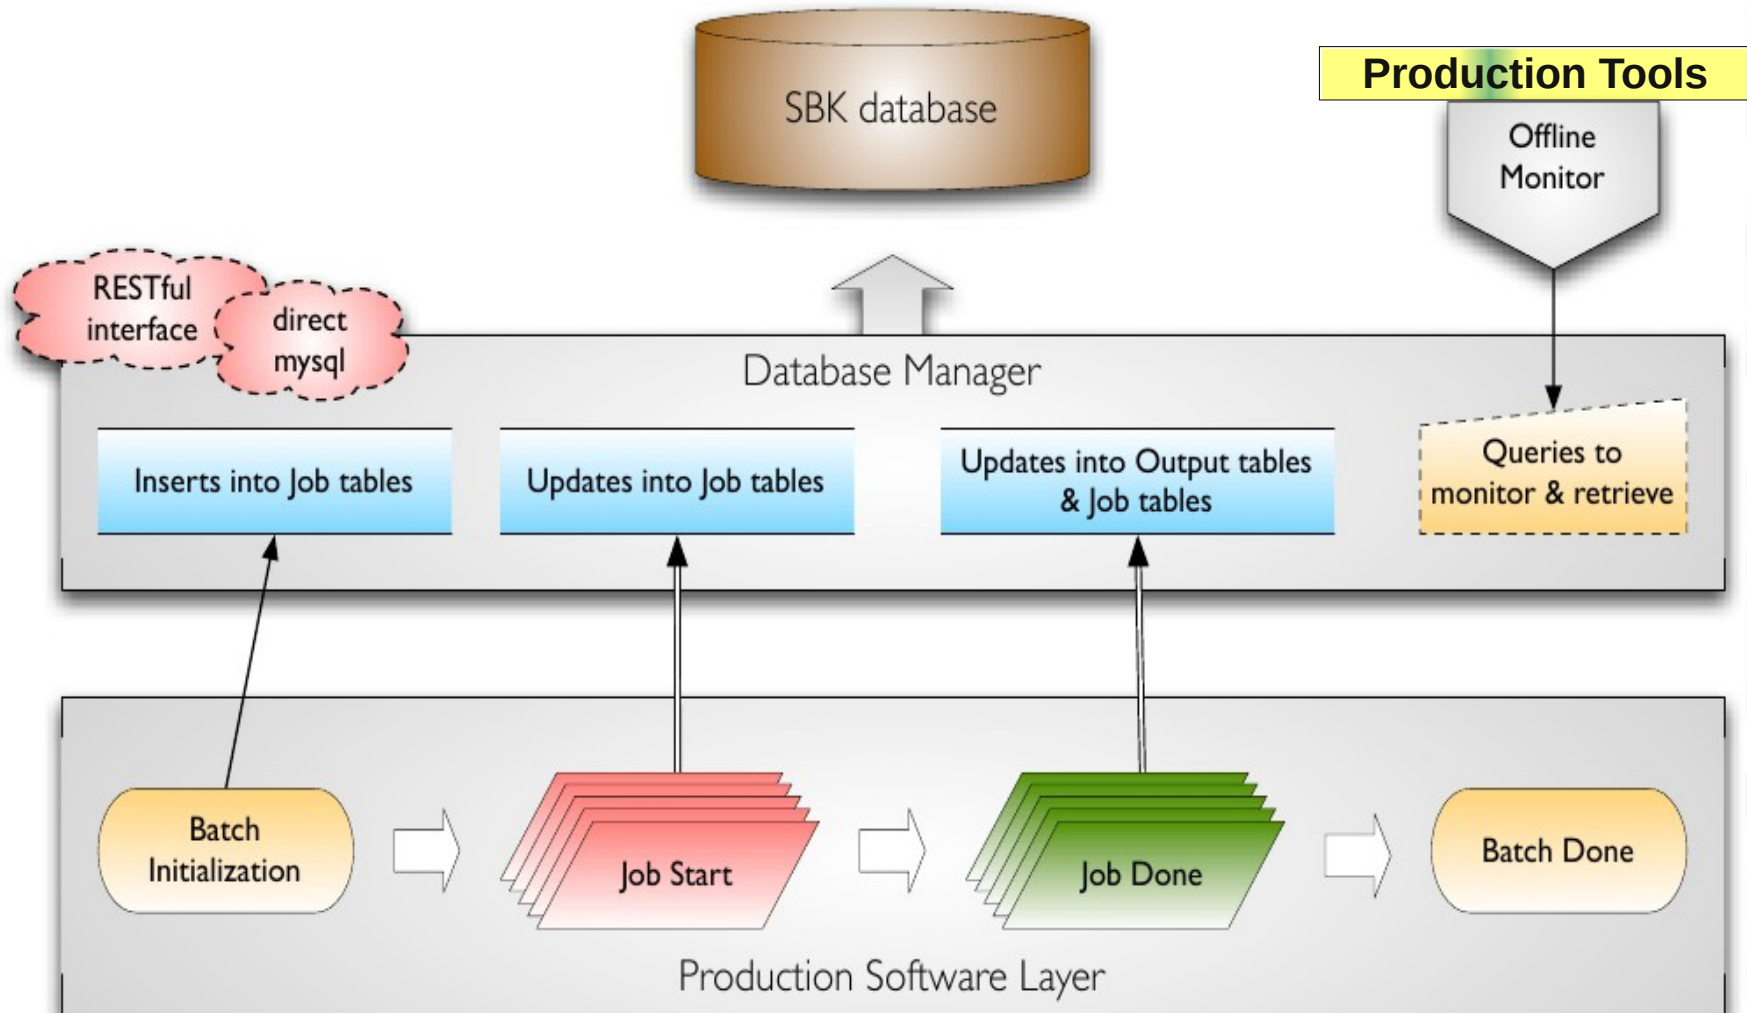 SBK database
Production Tools
Offline
Monitor
RESTful
interface
direct
mysql
Database Manager
Inserts into Job tables
Updates into Job tables
Updates into Output tables
& Job tables
Queries to
monitor & retrieve
Batch
Initialization
Job Start
Job Done
Batch Done
Production Software Layer